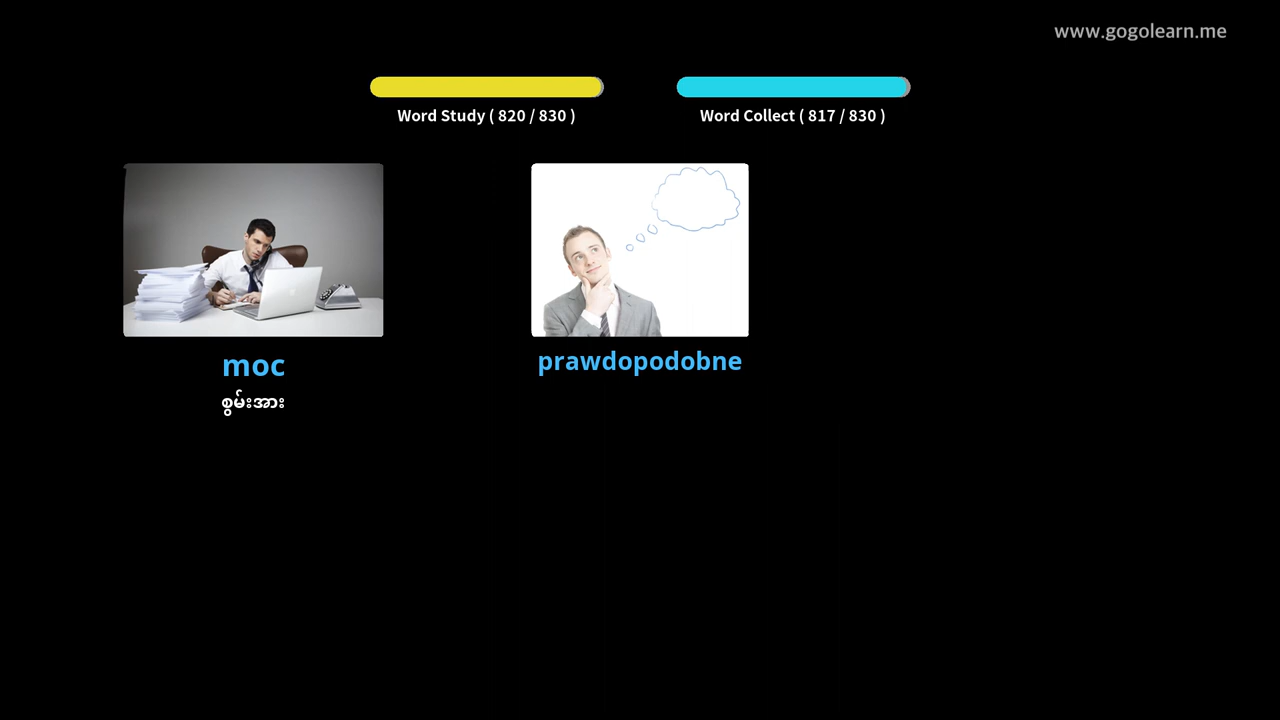 www.gogolearn.me
Word Study ( 820 / 830 )
Word Collect ( 817 / 830 )
moc
prawdopodobne
စွမ်းအား